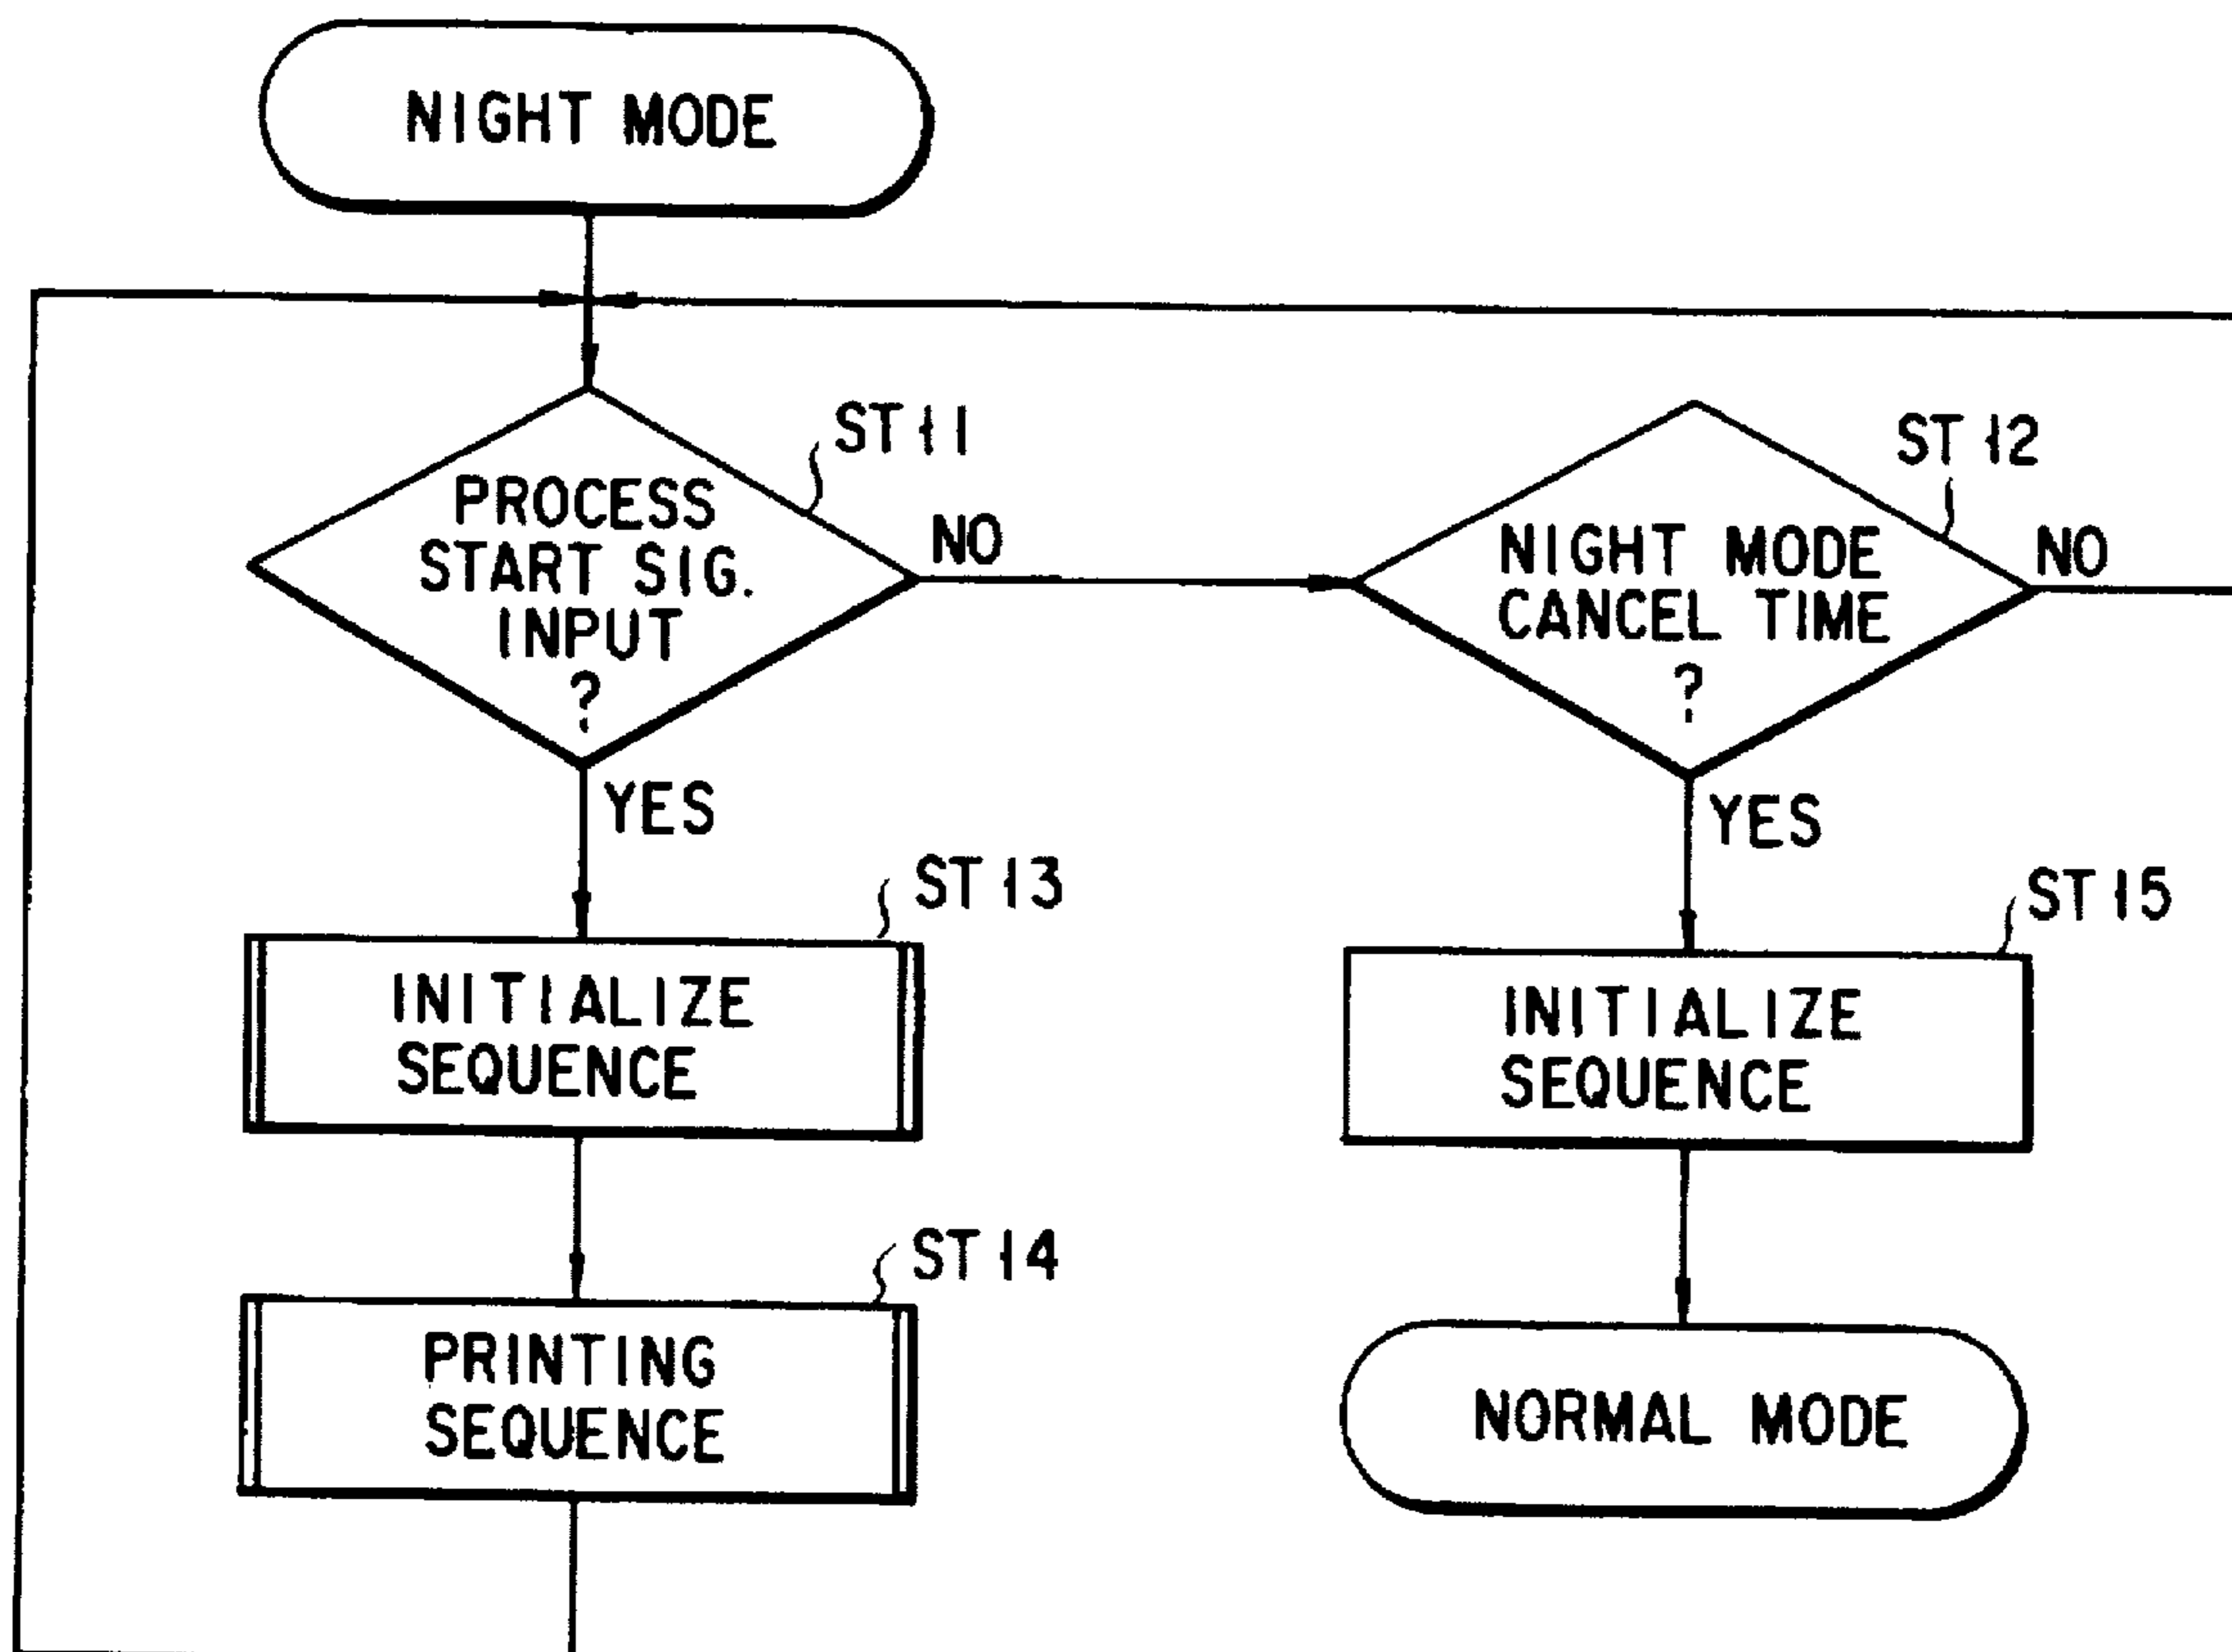 NIGHT MODE
ST11
PROCESS
START SIG.
INPUT
?
NO
YES
ST12
NIGHT MODE
CANCEL TIME
?
NO
YES
ST13
INITIALIZE
SEQUENCE
ST15
INITIALIZE
SEQUENCE
ST14
PRINTING
SEQUENCE
NORMAL MODE